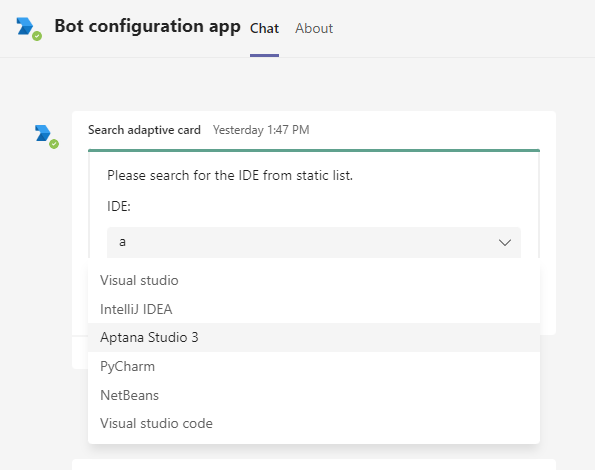 Bot configuration app Chat About
Search adaptive card Yesterday 1:47 PM
Please search for the IDE from static list.
IDE:
a
Visual studio
IntelliJ IDEA
Aptana Studio 3
PyCharm
NetBeans
Visual studio code